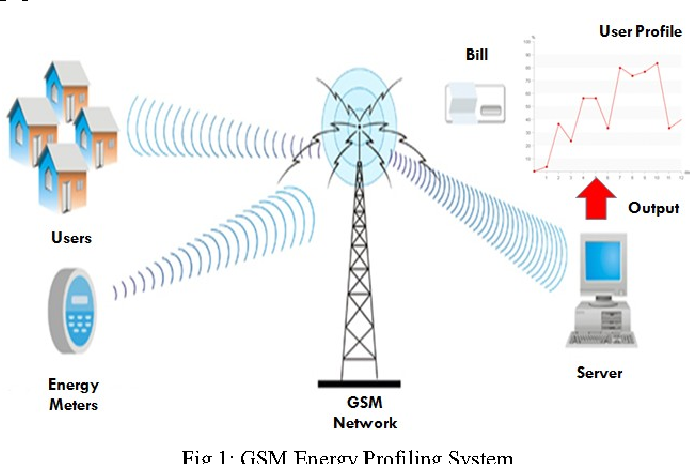 User Profile
Bill
Output
Users
Energy
Meters
GSM
Network
Server
Fig 1: GSM Energy Profiling System